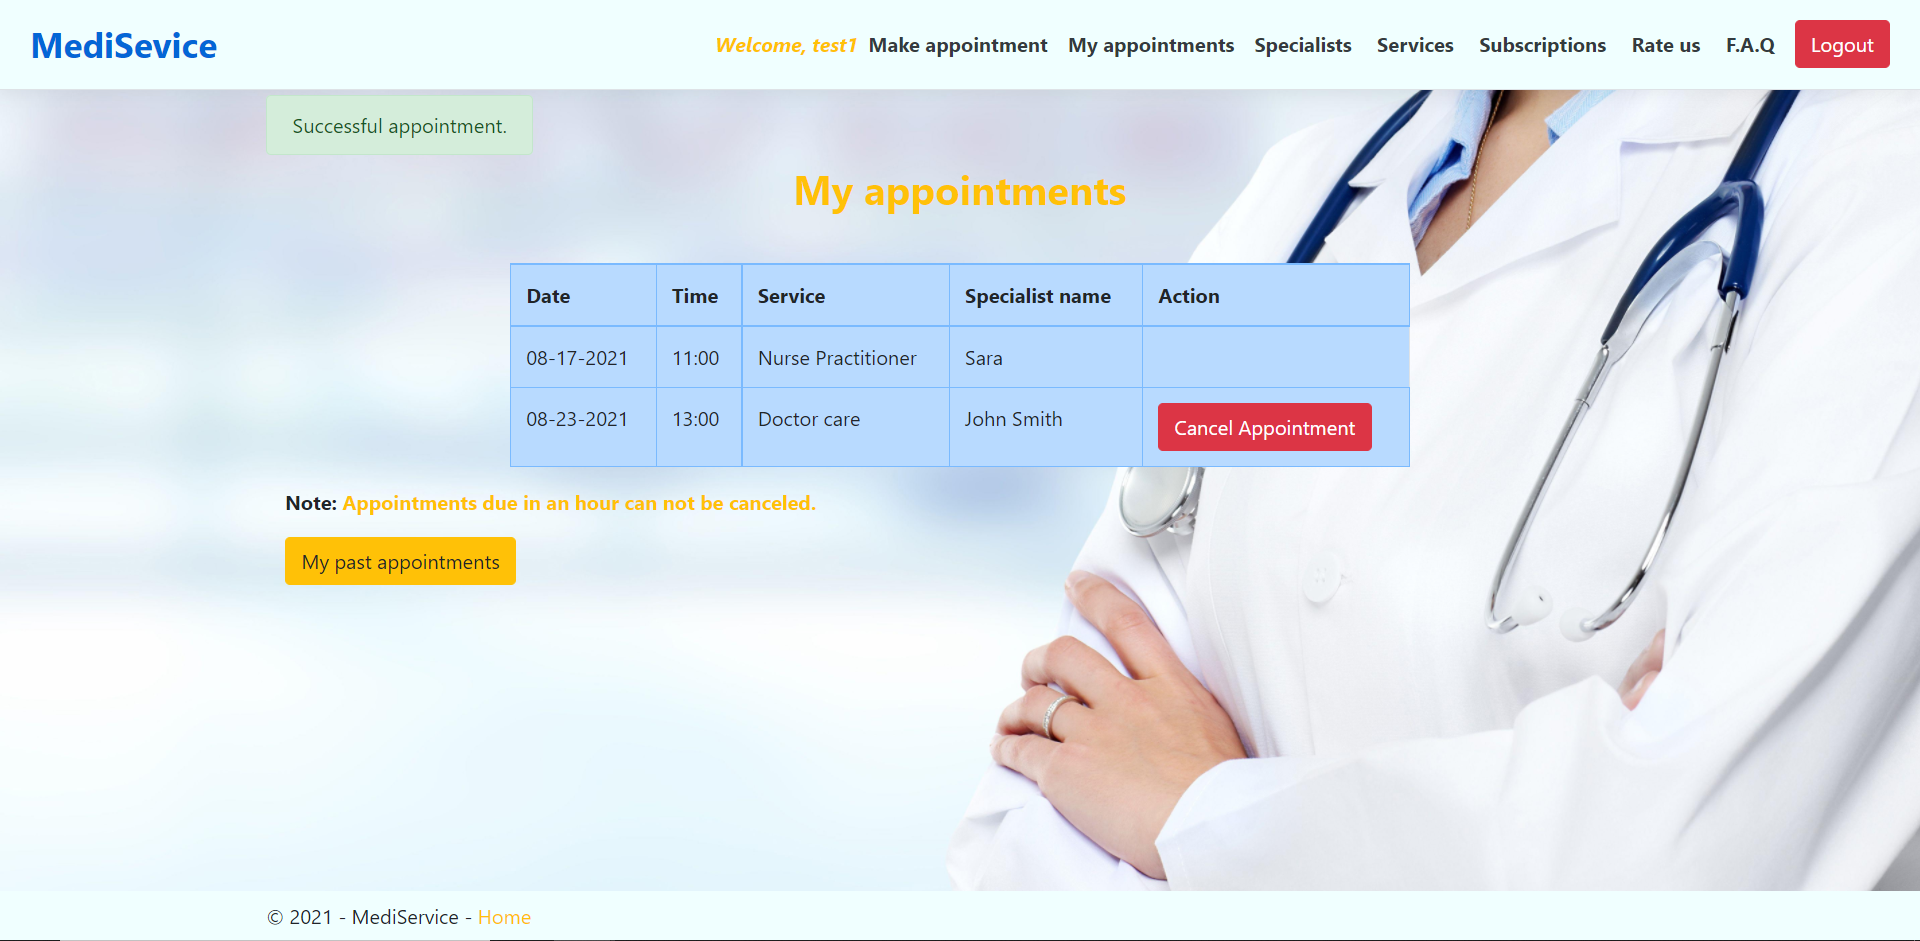 MediSevice
Welcome, test1 Make appointment My appointments Specialists Services Subscriptions Rate us F.A.Q Logout
Successful appointment.
My appointments
Date Time Service Specialist name Action
08-17-2021 11:00 Nurse Practitioner Sara
08-23-2021 13:00 Doctor care John Smith Cancel Appointment
Note: Appointments due in an hour can not be canceled.
My past appointments
© 2021 - MediService - Home